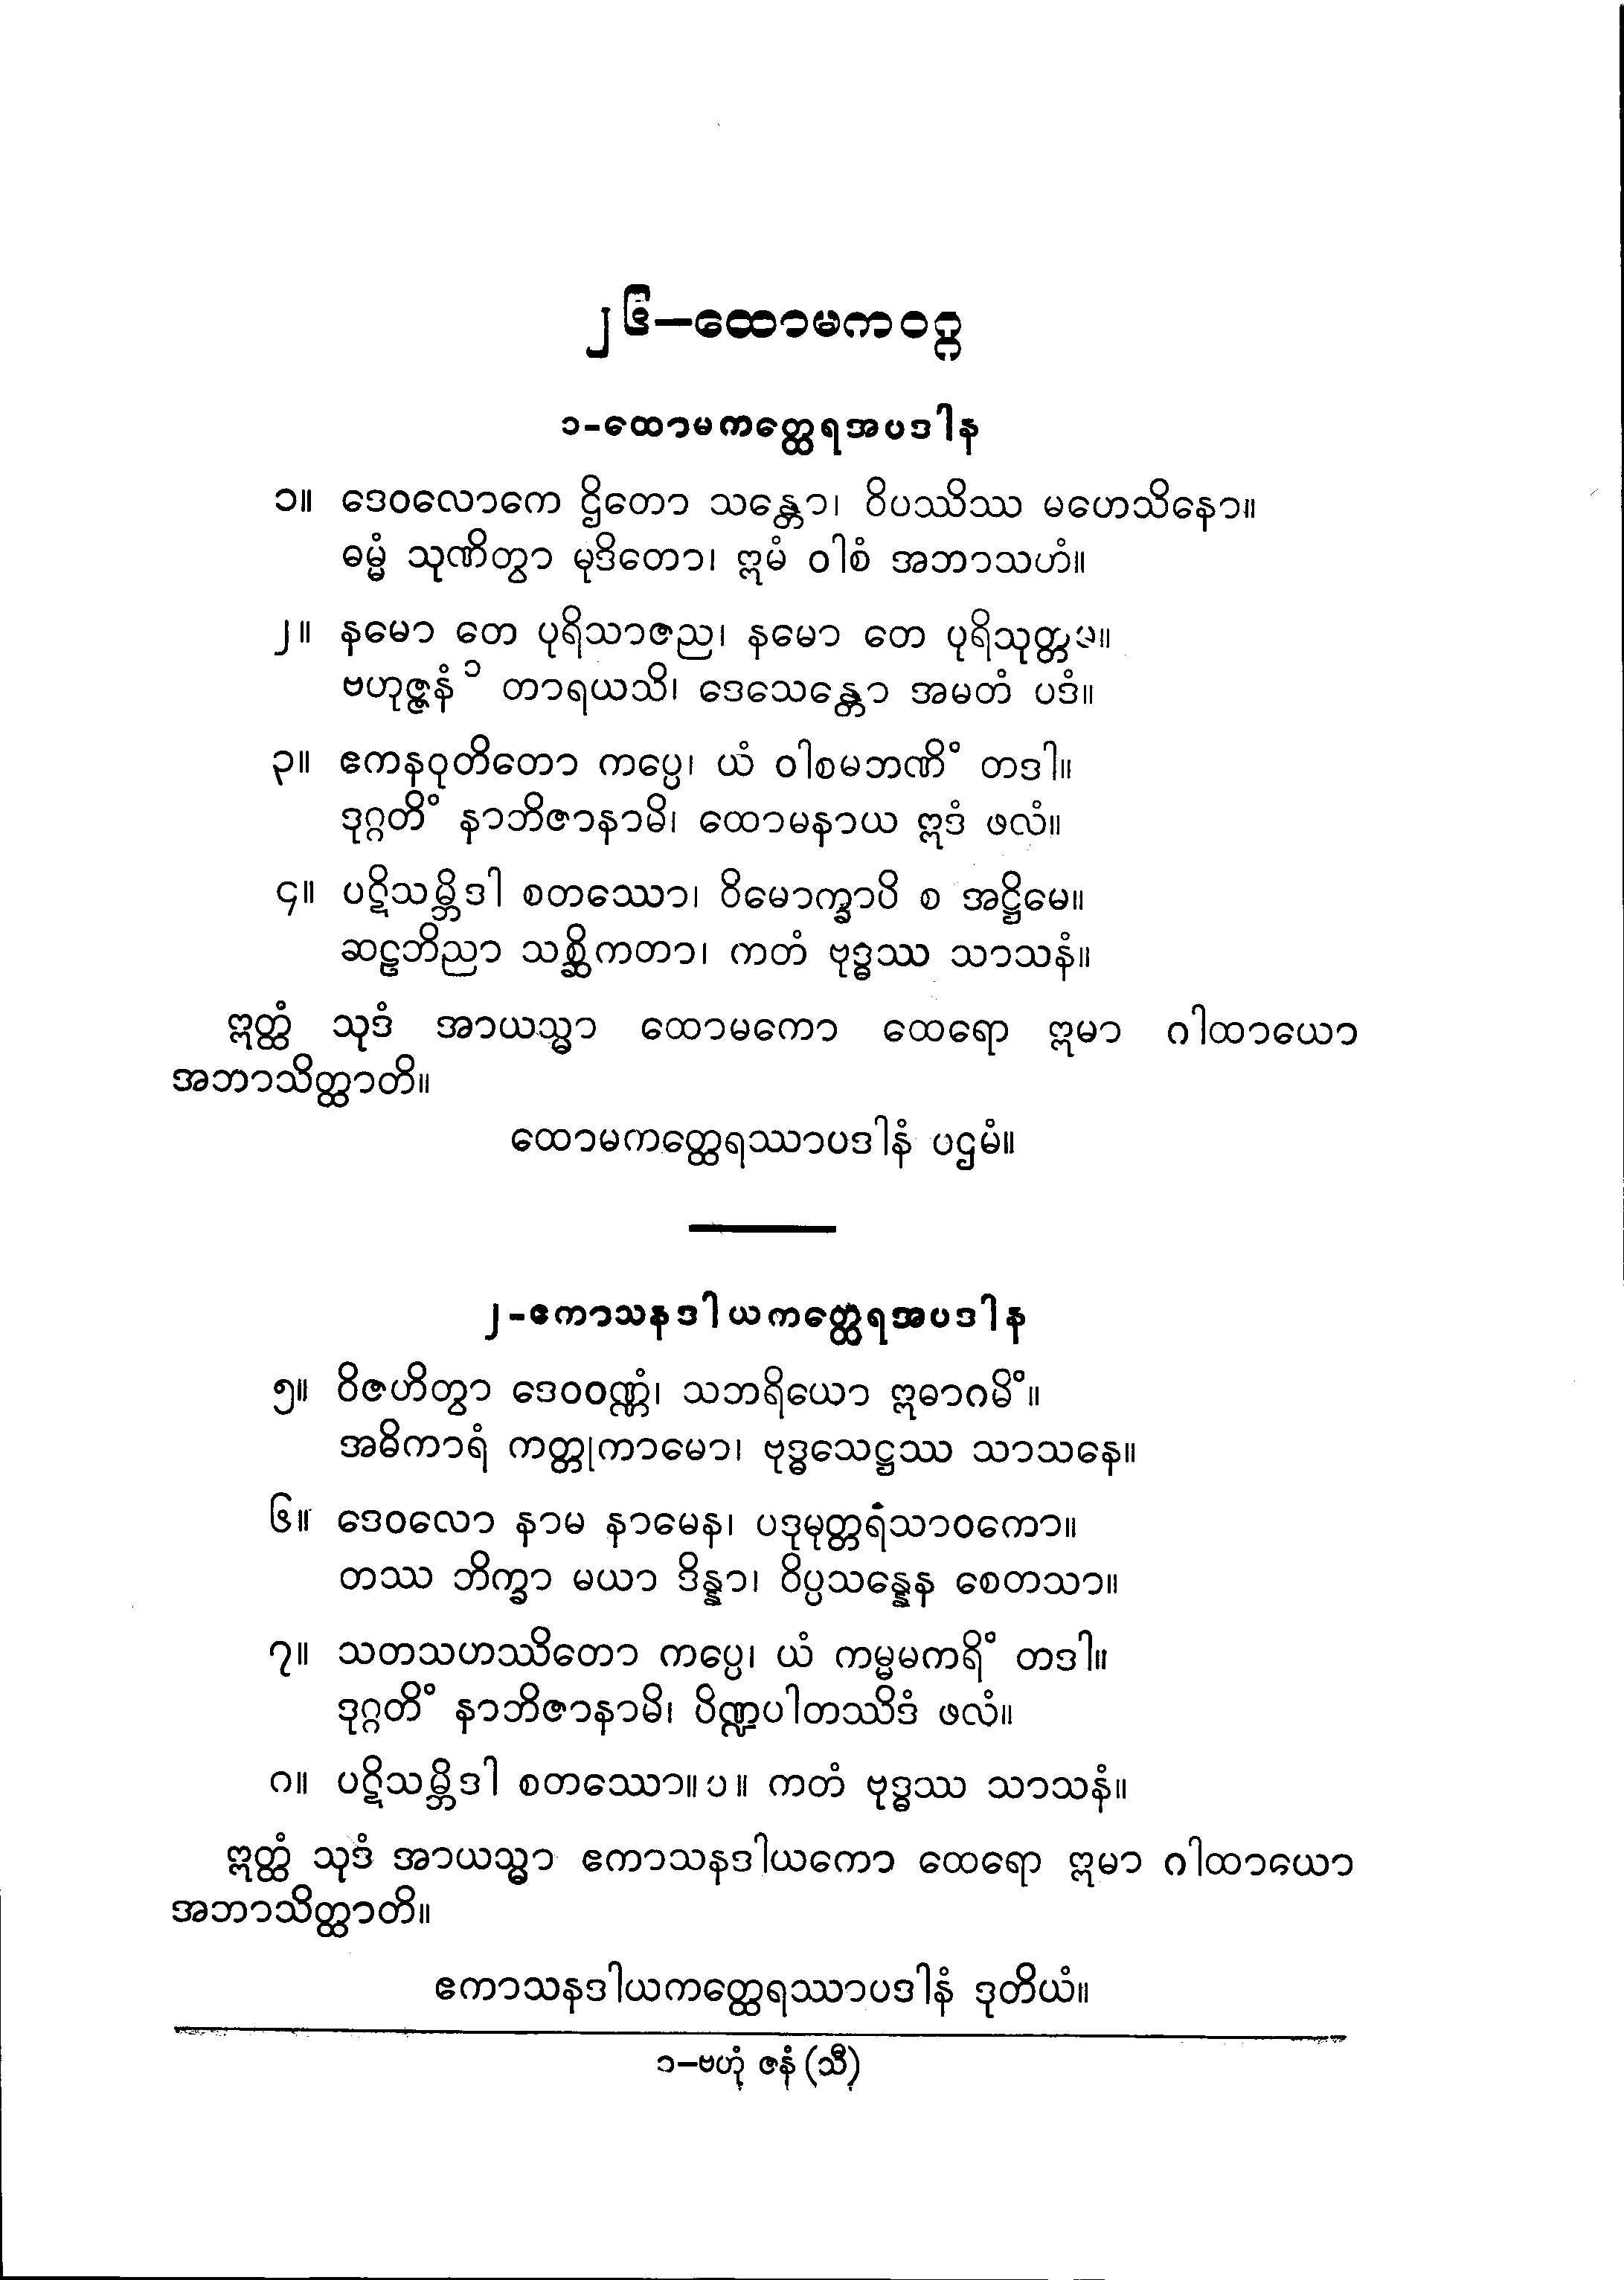 ၂၆−ထောမကဝဂ္ဂ
၁-ထောမကတ္ထေရအပဒါန
၁။ ဒေဝလောကေ ဌိတော သန္တော၊ ဝိပဿိဿ မဟေသိနော။
ဓမ္မံ သုဏိတွာ မုဒိတော၊ ဣမံ ဝါစံ အဘာသဟံ။
၂။ နမော တေ ပုရိသာဇည၊ နမော တေ ပုရိသုတ္တမ။
ဗဟုဇ္ဇနံ ၁ တာရယသိ၊ ဒေသေန္တော အမတံ ပဒံ။
၃။ ဧကနဝုတိတော ကပ္ပေ၊ ယံ ဝါစမဘဏိံ တဒါ။
ဒုဂ္ဂတိံ နာဘိဇာနာမိ၊ ထောမနာယ ဣဒံ ဖလံ။
၄။ ပဋိသမ္ဘိဒါ စတဿော၊ ဝိမောက္ခာပိ စ အဋ္ဌိမေ။
ဆဠဘိညာ သစ္ဆိကတာ၊ ကတံ ဗုဒ္ဓဿ သာသနံ။
ဣတ္ထံ သုဒံ အာယသ္မာ ထောမကော ထေရော ဣမာ ဂါထာယော
အဘာသိတ္ထာတိ။
ထောမကတ္ထေရဿာပဒါနံ ပဌမံ။
၂-ဧကာသနဒါယကတ္ထေရအပဒါန
၅။ ဝိဇဟိတွာ ဒေဝဝဏ္ဏံ၊ သဘရိယော ဣဓာဂမိံ။
အဓိကာရံ ကတ္တုကာမော၊ ဗုဒ္ဓသေဋ္ဌဿ သာသနေ။
၆။ ဒေဝလော နာမ နာမေန၊ ပဒုမုတ္တရသာဝကော။
တဿ ဘိက္ခာ မယာ ဒိန္နာ၊ ဝိပ္ပသန္နေန စေတသာ။
၇။ သတသဟဿိတော ကပ္ပေ၊ ယံ ကမ္မမကရိံ တဒါ။
ဒုဂ္ဂတိံ နာဘိဇာနာမိ၊ ပိဏ္ဍပါတဿိဒံ ဖလံ။
၈။ ပဋိသမ္ဘိဒါ စတဿော။ပ။ ကတံ ဗုဒ္ဓဿ သာသနံ။
ဣတ္ထံ သုဒံ အာယသ္မာ ဧကာသနဒါယကော ထေရော ဣမာ ဂါထာယော
အဘာသိတ္ထာတိ။
ဧကာသနဒါယကတ္ထေရဿာပဒါနံ ဒုတိယံ။
၁−ဗဟုံ ဇနံ (သီ)